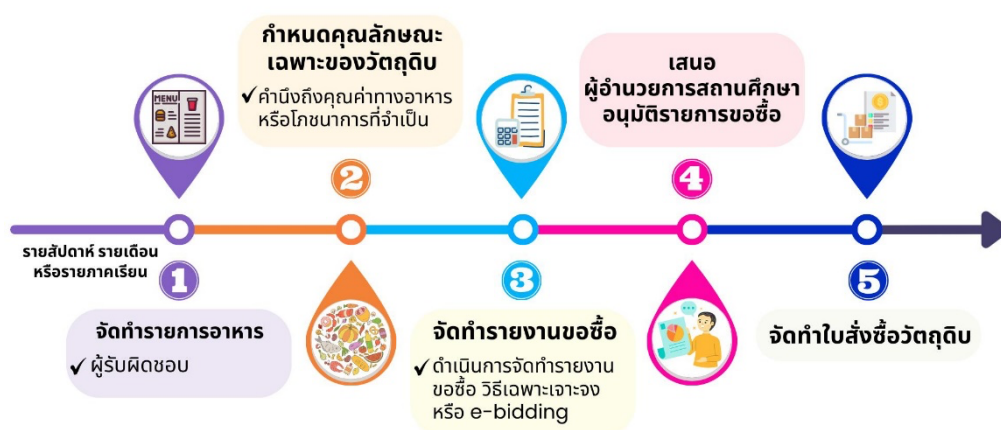 รายสัปดาห์ รายเดือน
หรือรายภาคเรียน
MENU
1
จัดทำรายการอาหาร
✓ ผู้รับผิดชอบ
กำหนดคุณลักษณะ
เฉพาะของวัตถุดิบ
✓ คำนึงถึงคุณค่าทางอาหาร
หรือโภชนาการที่จำเป็น
2
3
จัดทำรายงานขอซื้อ
✓ ดำเนินการจัดทำรายงาน
ขอซื้อ วิธีเฉพาะเจาะจง
หรือ e-bidding
เสนอ
ผู้อำนวยการสถานศึกษา
อนุมัติรายการขอซื้อ
4
5
จัดทำใบสั่งซื้อวัตถุดิบ